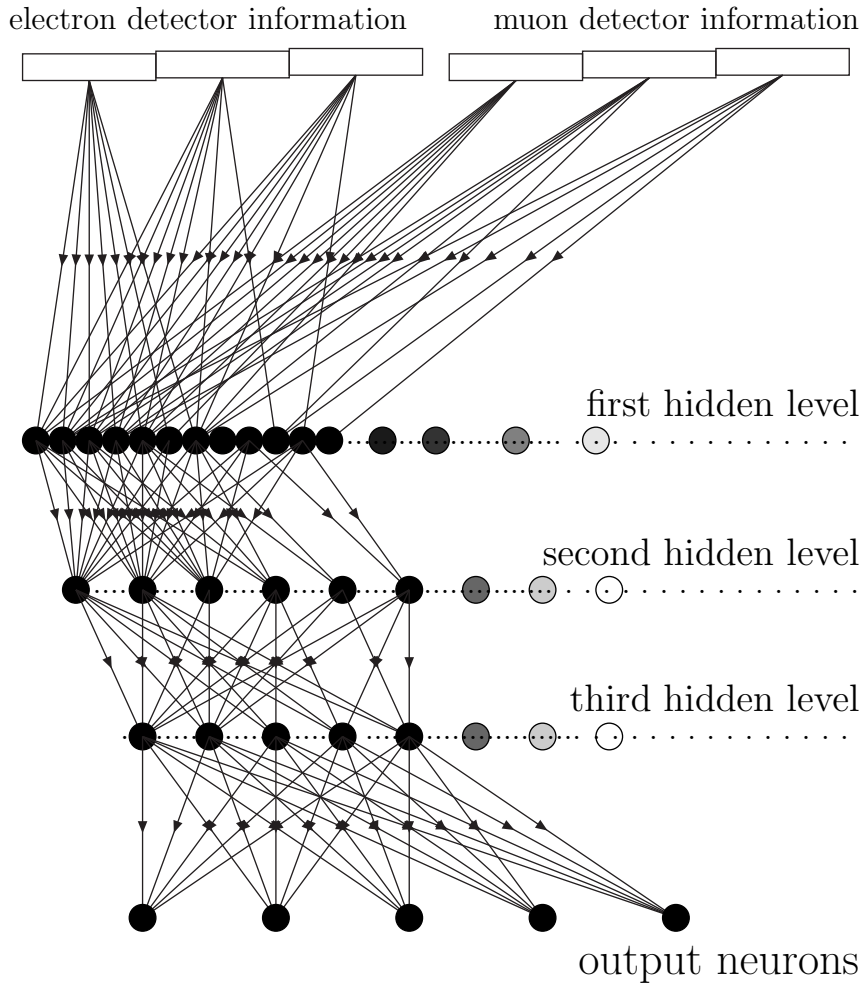 electron detector information
muon detector information
first hidden level
second hidden level
third hidden level
output neurons